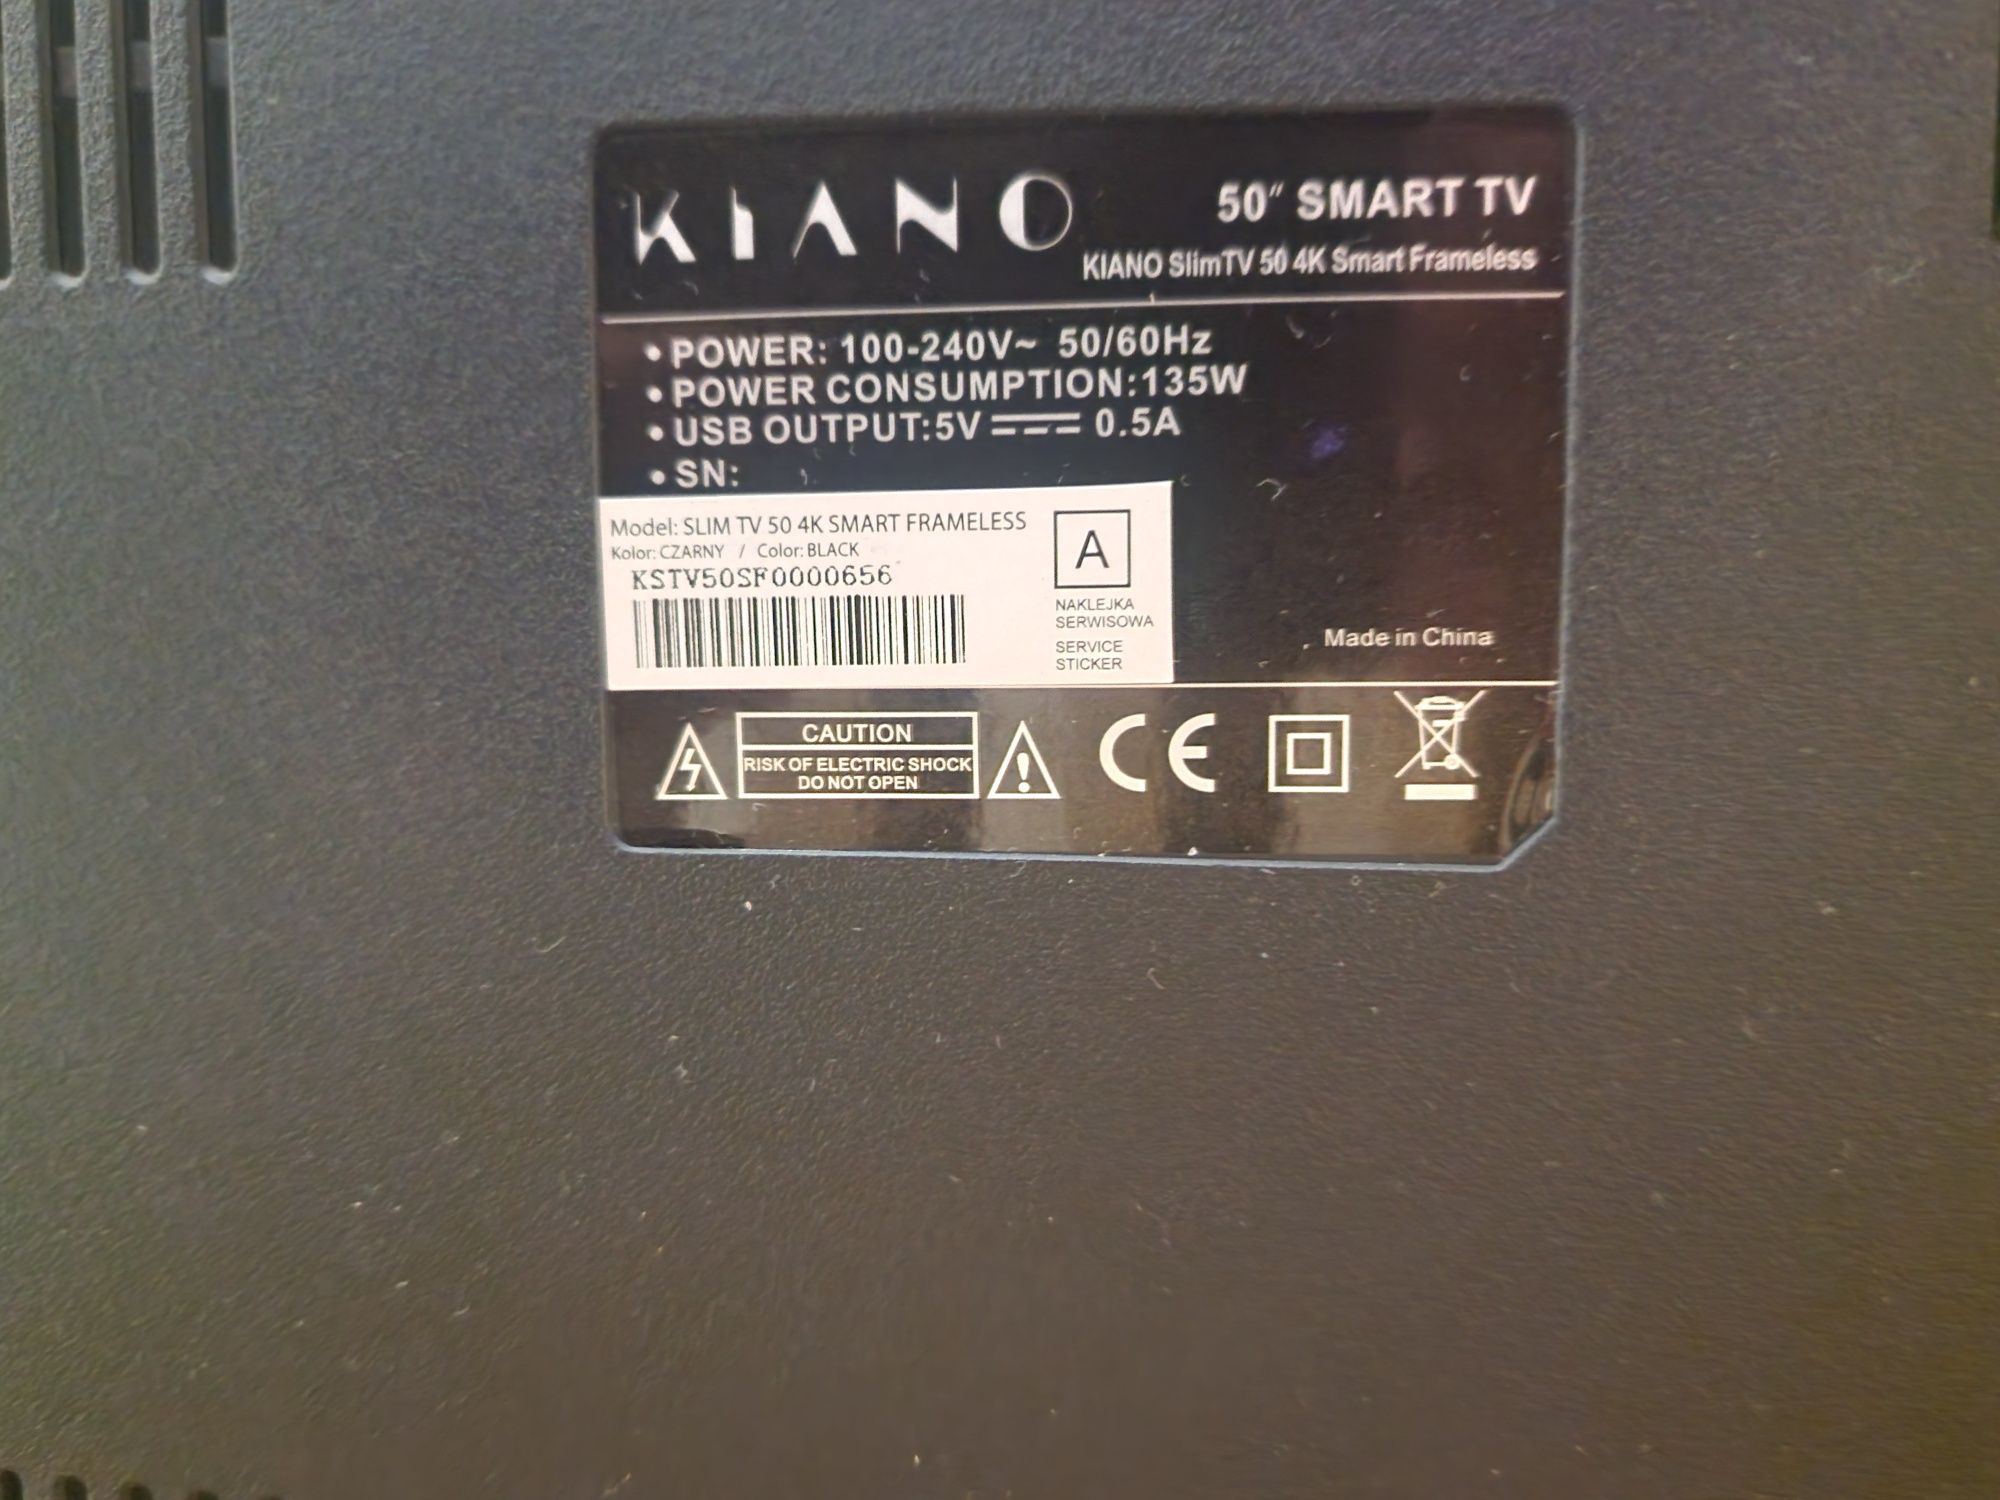 KIANO
50" SMART TV
KIANO SlimTV 50 4K Smart Frameless
• POWER: 100-240V~ 50/60Hz
• POWER CONSUMPTION:135W
• USB OUTPUT:5V ⎓ 0.5A
• SN:
Model: SLIM TV 50 4K SMART FRAMELESS
Kolor: CZARNY / Color: BLACK
KSTV50SF0000656
A
NAKLEJKA
SERWISOWA
SERVICE
STICKER
Made in China
CAUTION
RISK OF ELECTRIC SHOCK
DO NOT OPEN
CE